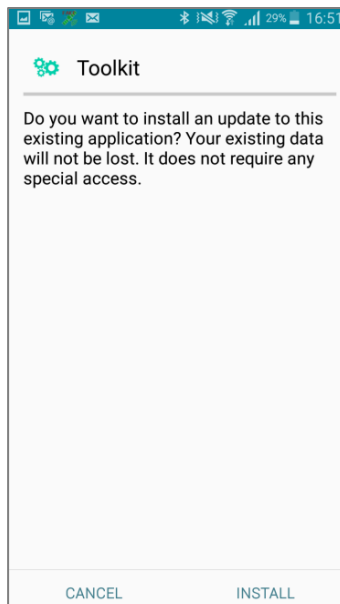 29% 16:51
Toolkit
Do you want to install an update to this
existing application? Your existing data
will not be lost. It does not require any
special access.
CANCEL INSTALL